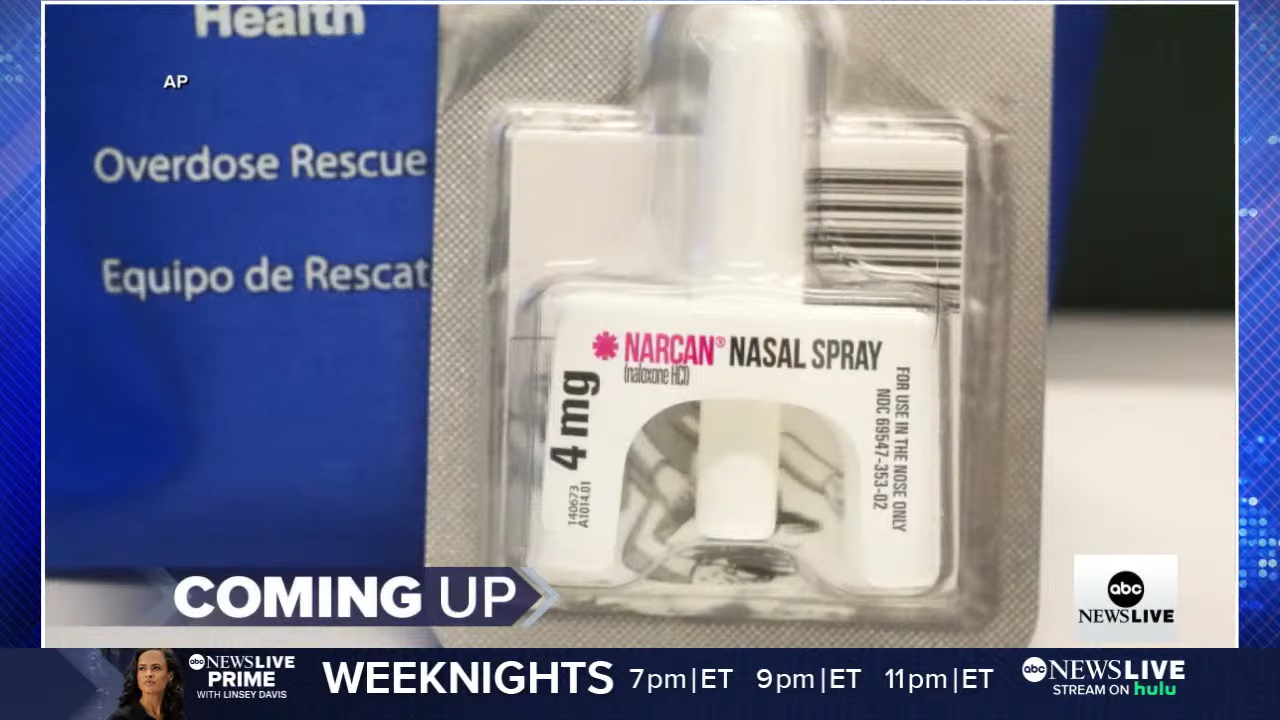 Health
AP
Overdose Rescue
Equipo de Rescat
NARCAN® NASAL SPRAY
(naloxone HCl)
4 mg
FOR USE IN THE NOSE ONLY
NDC 69547-353-02
140673
A1014.01
COMING UP
abc
NEWS LIVE
abc NEWS LIVE
PRIME
WITH LINSEY DAVIS
WEEKNIGHTS 7pm|ET 9pm|ET 11pm|ET
abc NEWS LIVE
STREAM ON hulu